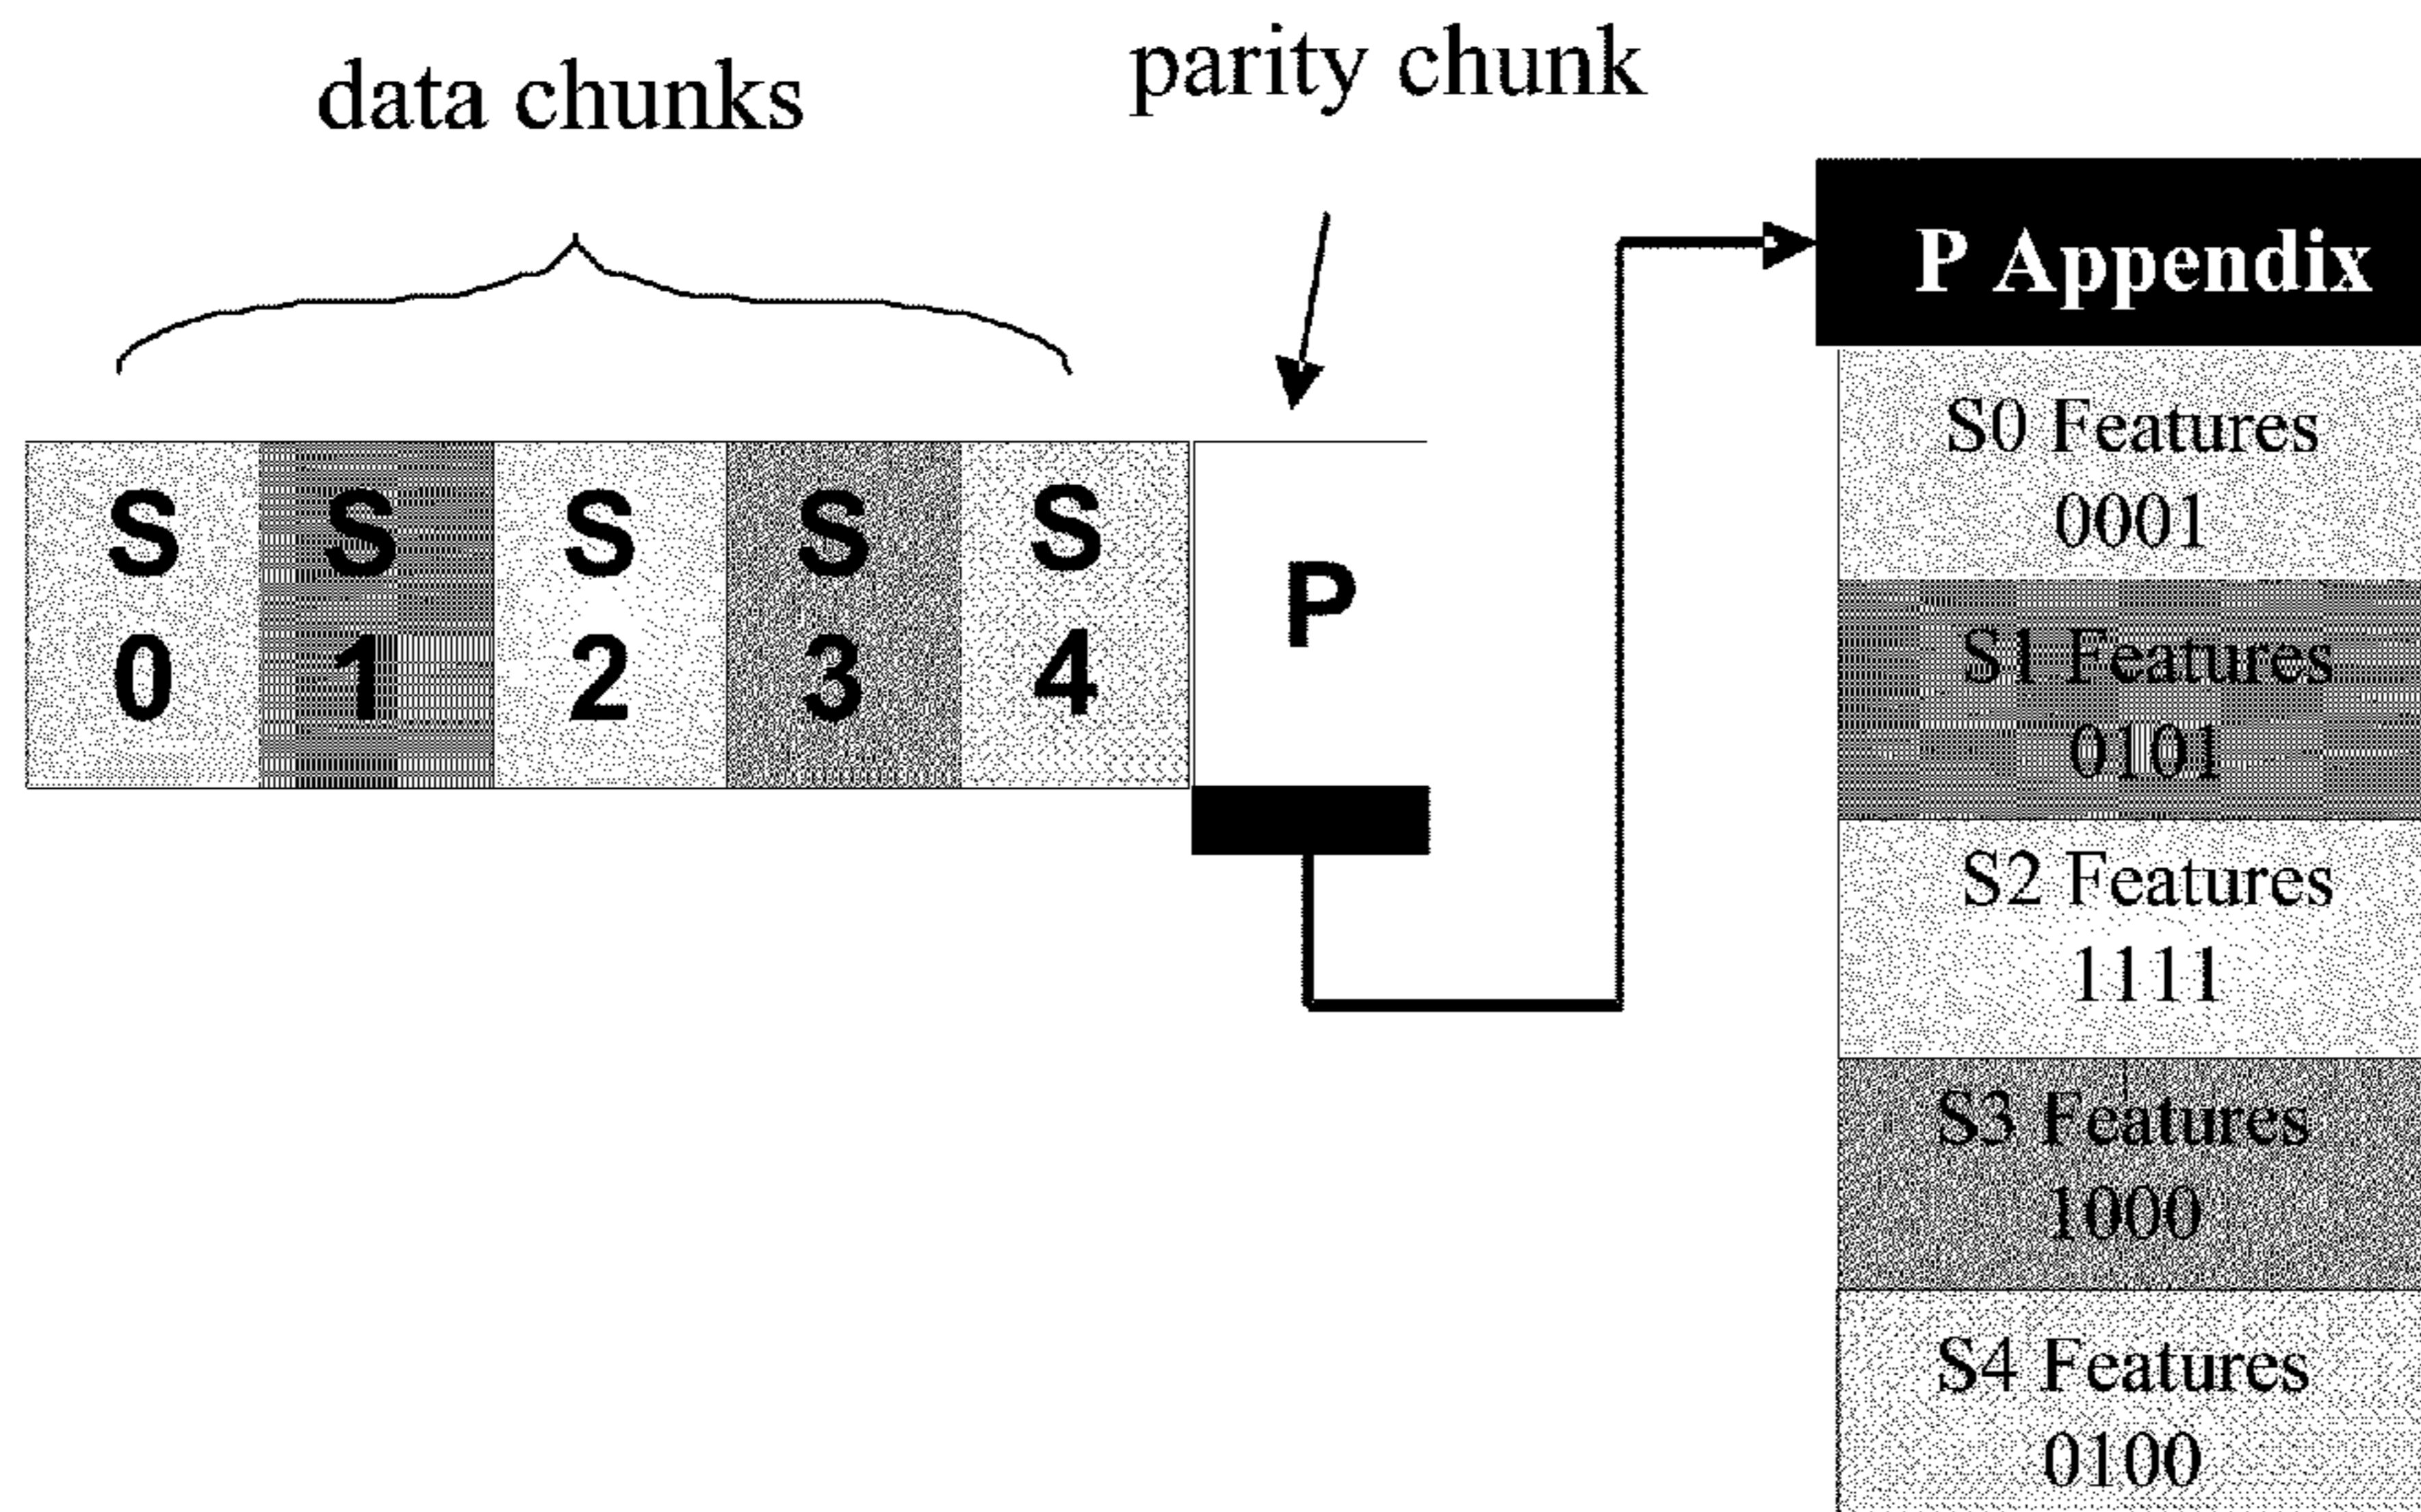 data chunks
parity chunk
S
0
S
1
S
2
S
3
S
4
P
P Appendix
S0 Features
0001
S1 Features
0101
S2 Features
1111
S3 Features
1000
S4 Features
0100